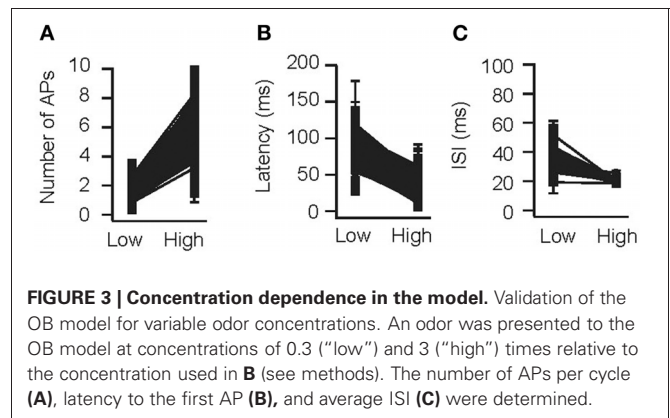 A
B
C
Number of APs
10
8
6
4
2
0
Low
High
Latency (ms)
200
150
100
50
0
Low
High
ISI (ms)
100
80
60
40
20
0
Low
High
FIGURE 3 | Concentration dependence in the model. Validation of the
OB model for variable odor concentrations. An odor was presented to the
OB model at concentrations of 0.3 (“low”) and 3 (“high”) times relative to
the concentration used in B (see methods). The number of APs per cycle
(A), latency to the first AP (B), and average ISI (C) were determined.